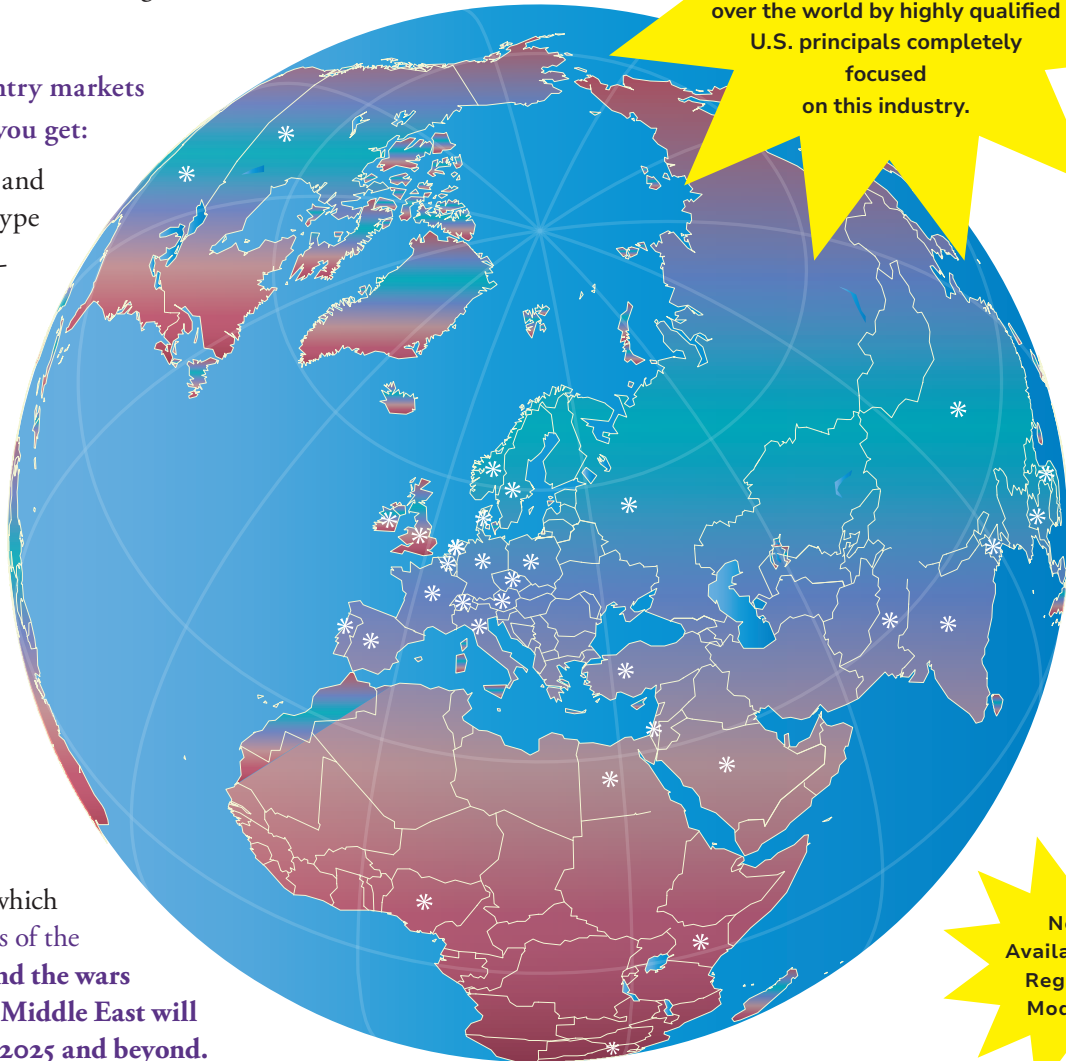 over the world by highly qualified
U.S. principals completely
focused
on this industry.
ntry markets
you get:
and
ype
–
which
s of the
nd the wars
Middle East will
2025 and beyond.
N
Availa
Reg
Mod